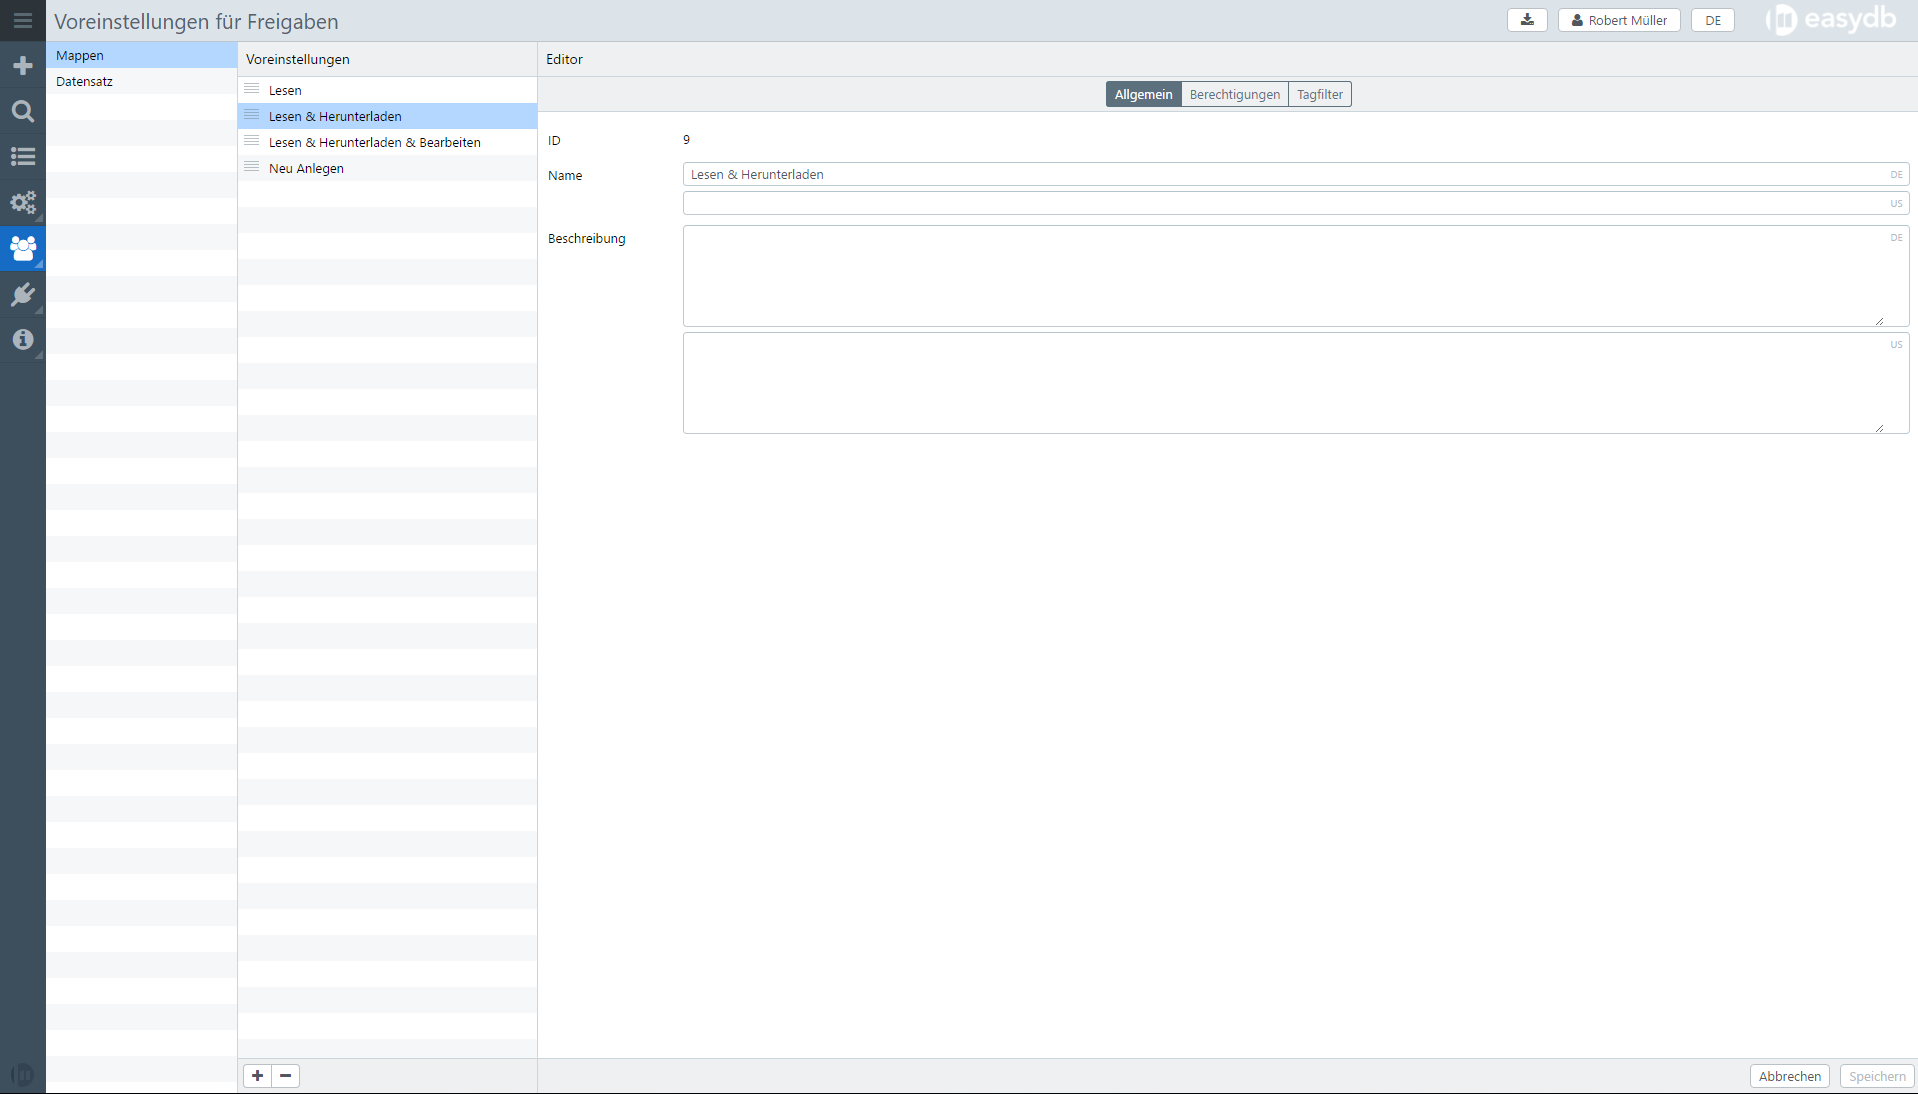 Voreinstellungen für Freigaben
Robert Müller
DE
easydb
Mappen
Datensatz
Voreinstellungen
Lesen
Lesen & Herunterladen
Lesen & Herunterladen & Bearbeiten
Neu Anlegen
Editor
Allgemein
Berechtigungen
Tagfilter
ID
9
Name
Lesen & Herunterladen
DE
US
Beschreibung
DE
US
Abbrechen
Speichern